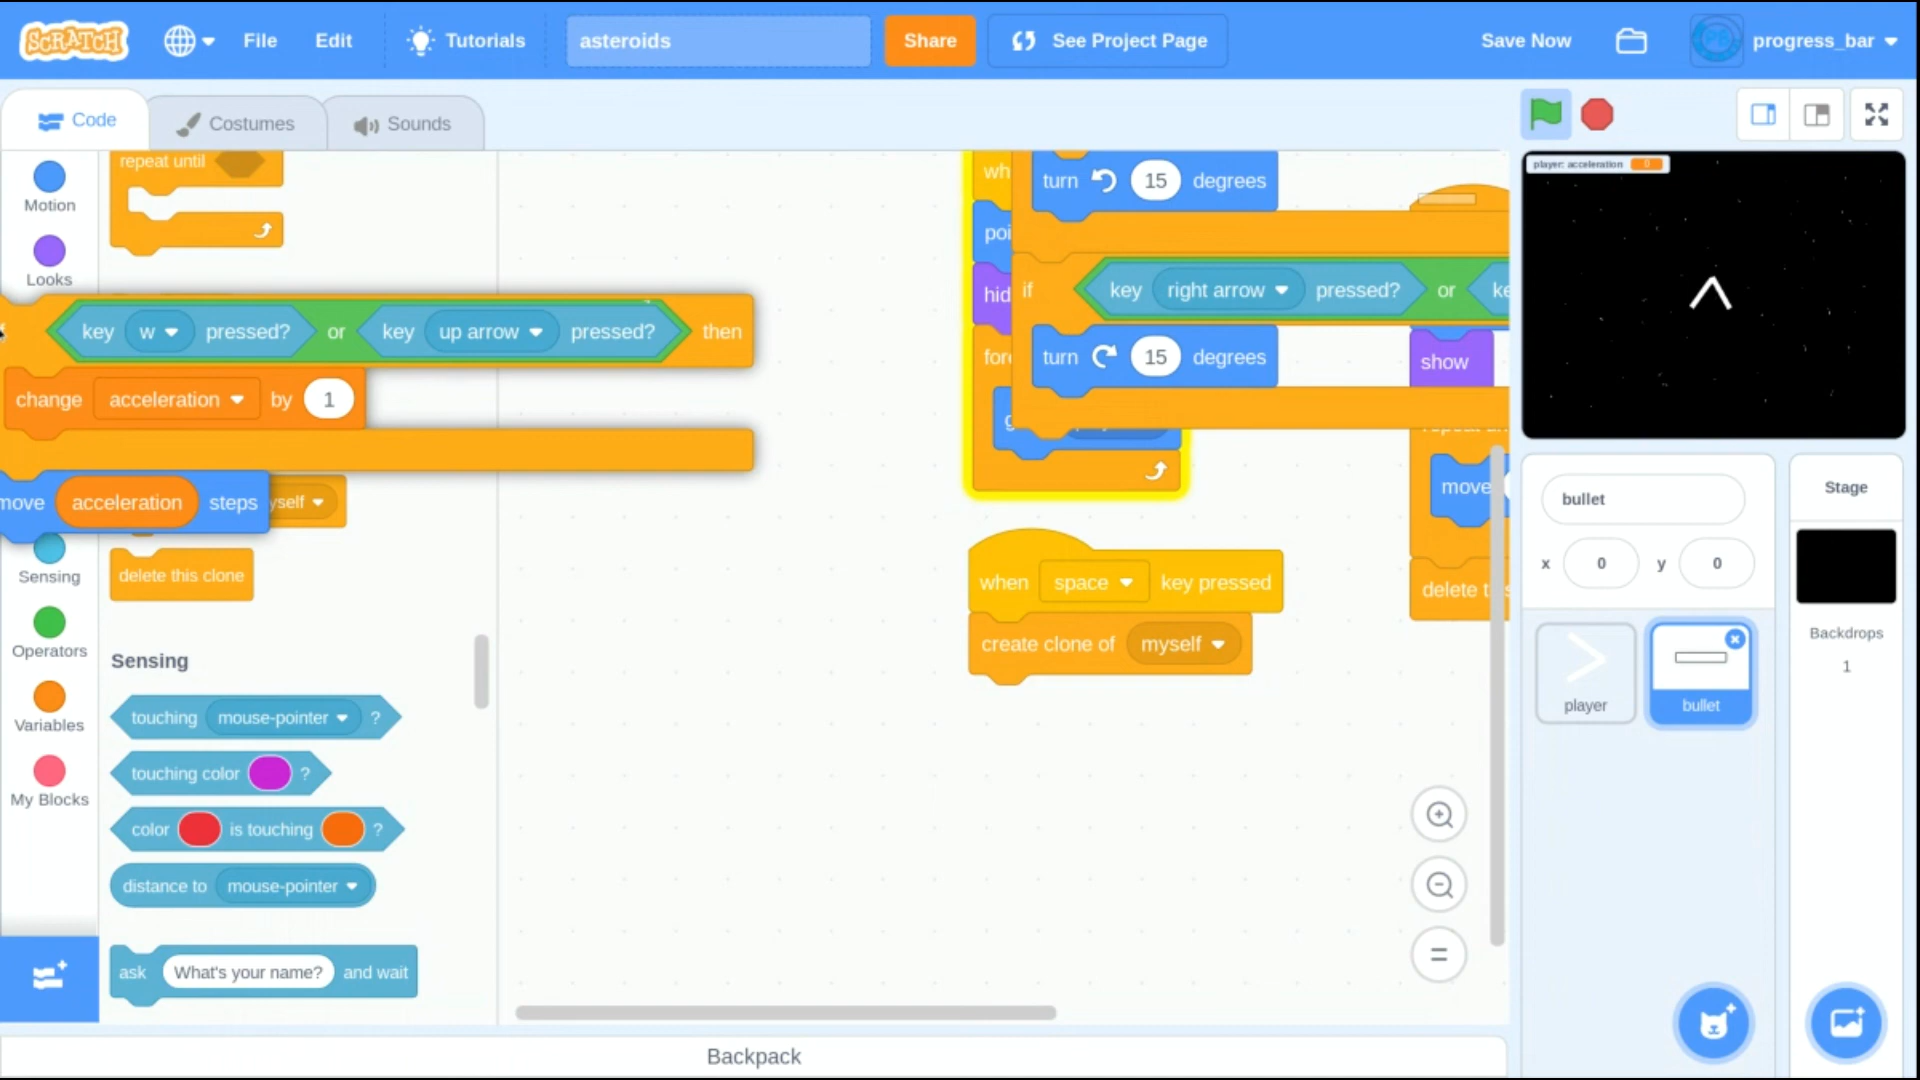 SCRATCH
File
Edit
Tutorials
asteroids
Share
See Project Page
Save Now
progress_bar
Code
Costumes
Sounds
Motion
Looks
Sensing
Operators
Variables
My Blocks
repeat until
key w pressed? or key up arrow pressed? then
change acceleration by 1
move acceleration steps
delete this clone
Sensing
touching mouse-pointer ?
touching color ?
color is touching ?
distance to mouse-pointer
ask What's your name? and wait
turn 15 degrees
if key right arrow pressed? or
turn 15 degrees
when space key pressed
create clone of myself
show
move
player: acceleration 0
bullet
x 0 y 0
player
bullet
Stage
Backdrops
1
Backpack